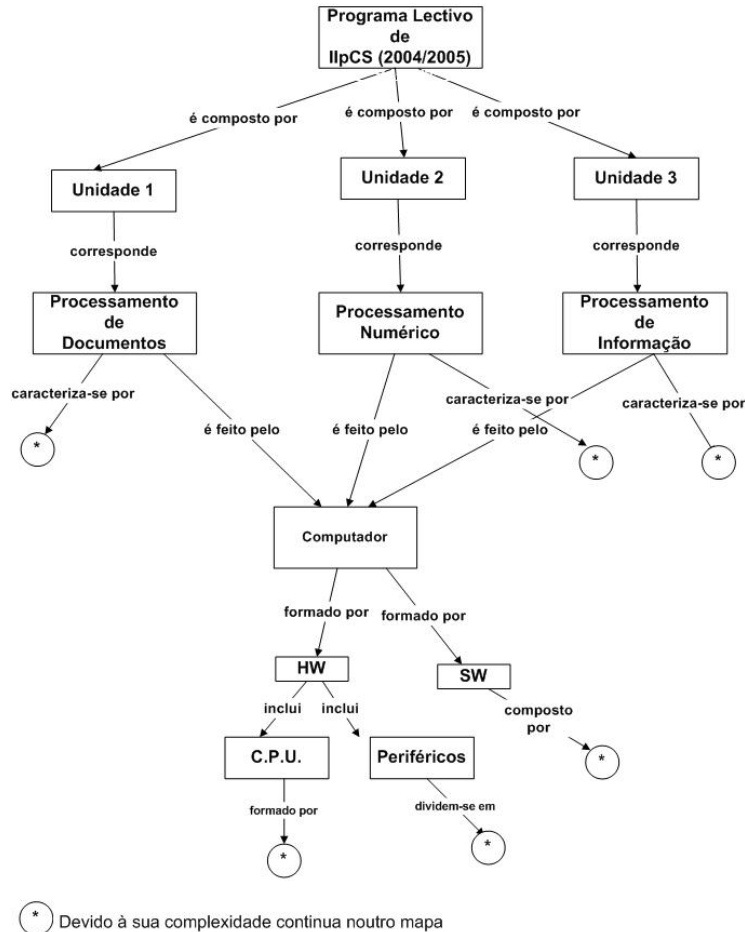 Programa Lectivo
de
IIpCS (2004/2005)
é composto por
é composto por
é composto por
Unidade 1
Unidade 2
Unidade 3
corresponde
corresponde
corresponde
Processamento
de
Documentos
Processamento
Numérico
Processamento
de
Informação
caracteriza-se por
caracteriza-se por
caracteriza-se por
é feito pelo
é feito pelo
é feito pelo
*
*
*
Computador
formado por
formado por
HW
SW
inclui
inclui
composto
por
C.P.U.
Periféricos
*
formado por
dividem-se em
*
*
* Devido à sua complexidade continua noutro mapa